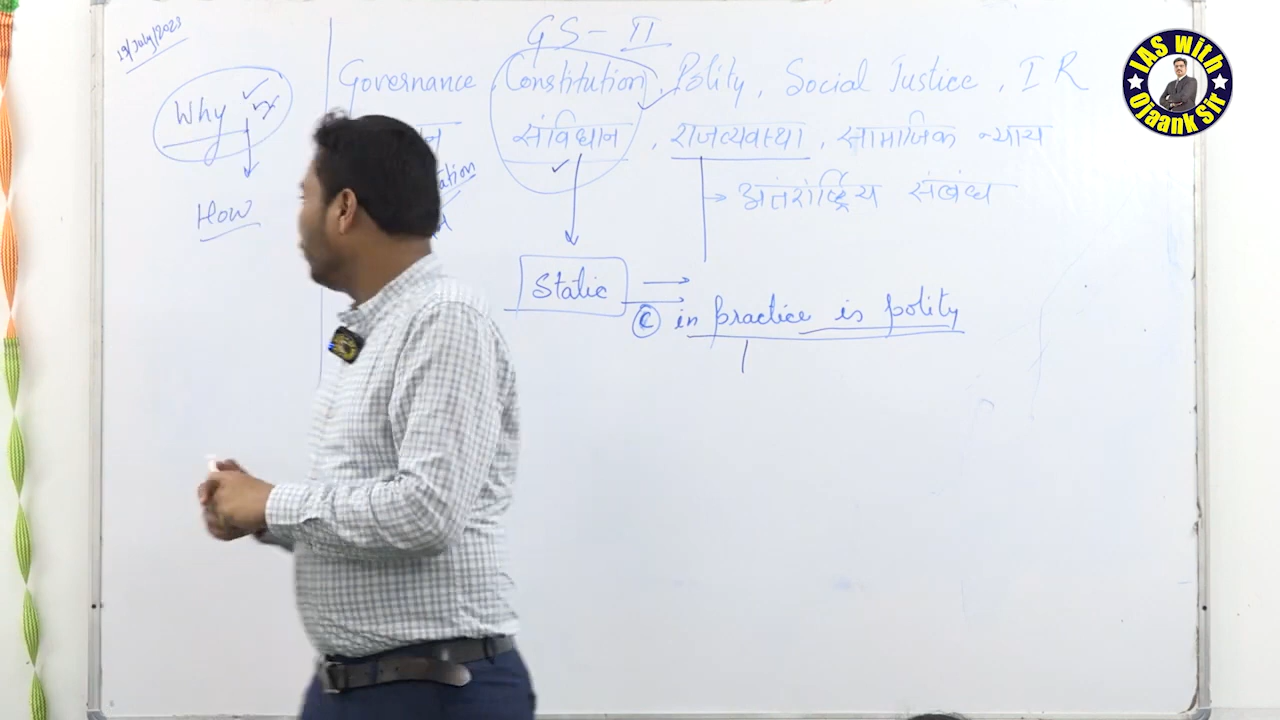 19/July/2023
GS - II
Governance, Constitution, Polity, Social Justice, IR
संविधान, राजव्यवस्था, सामाजिक न्याय
अंतर्राष्ट्रीय संबंध
Why
How
Static
C in practice is polity
IAS with
Ojaank Sir